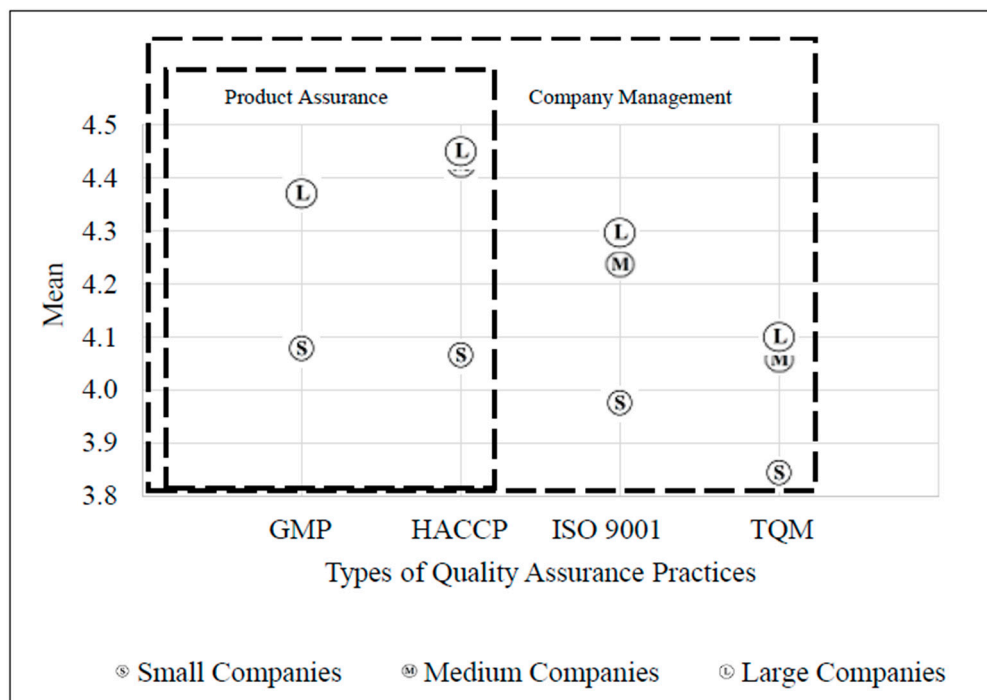 Product Assurance Company Management
4.5
4.4
4.3
4.2
4.1
4.0
3.9
3.8
Mean
L
L
L
M
L
M
S
S
S
S
GMP HACCP ISO 9001 TQM
Types of Quality Assurance Practices
S Small Companies M Medium Companies L Large Companies